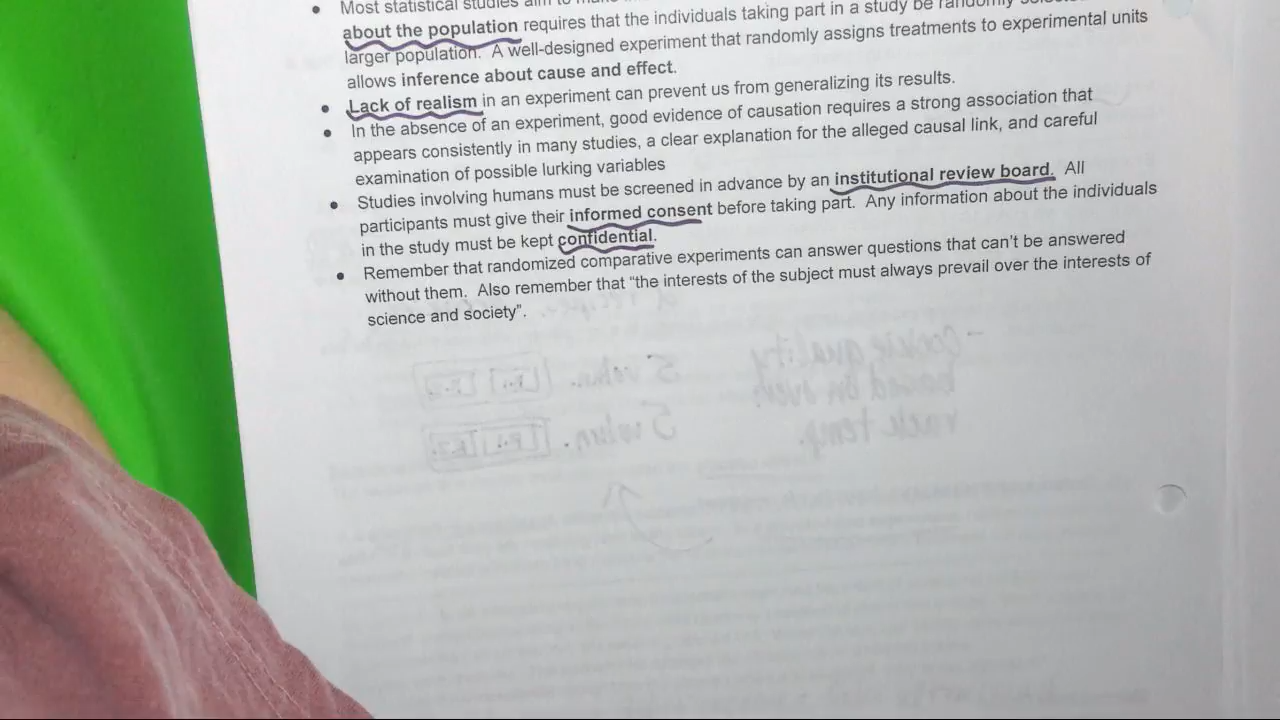 Most statistical studies aim to
about the population requires that the individuals taking part in a study be randomly
larger population. A well-designed experiment that randomly assigns treatments to experimental units
allows inference about cause and effect.
Lack of realism in an experiment can prevent us from generalizing its results.
In the absence of an experiment, good evidence of causation requires a strong association that
appears consistently in many studies, a clear explanation for the alleged causal link, and careful
examination of possible lurking variables
Studies involving humans must be screened in advance by an institutional review board. All
participants must give their informed consent before taking part. Any information about the individuals
in the study must be kept confidential.
Remember that randomized comparative experiments can answer questions that can't be answered
without them. Also remember that "the interests of the subject must always prevail over the interests of
science and society".